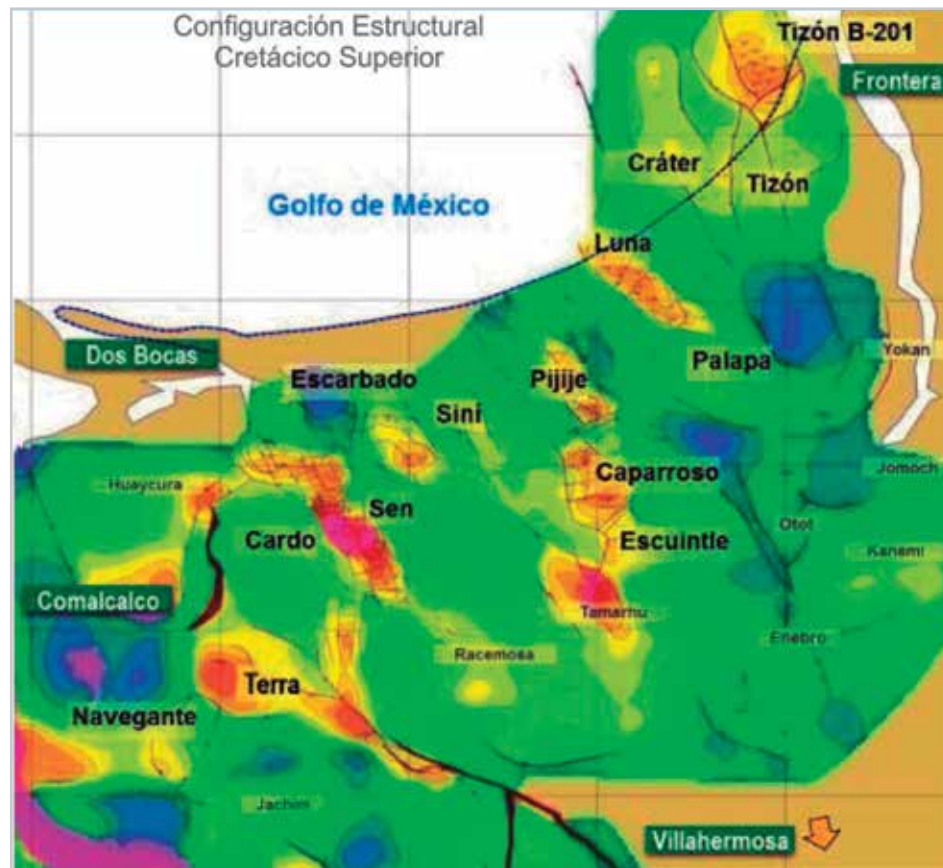 Configuración Estructural
Cretácico Superior
Tizón B-201
Frontera
Cráter
Tizón
Golfo de México
Luna
Dos Bocas
Palapa
Yokan
Escarbado
Pijije
Siní
Huaycura
Caparroso
Jomoch
Sen
Otot
Cardo
Escuintle
Kanemi
Comalcalco
Tamarhu
Enebro
Racemosa
Terra
Navegante
Jachim
Villahermosa